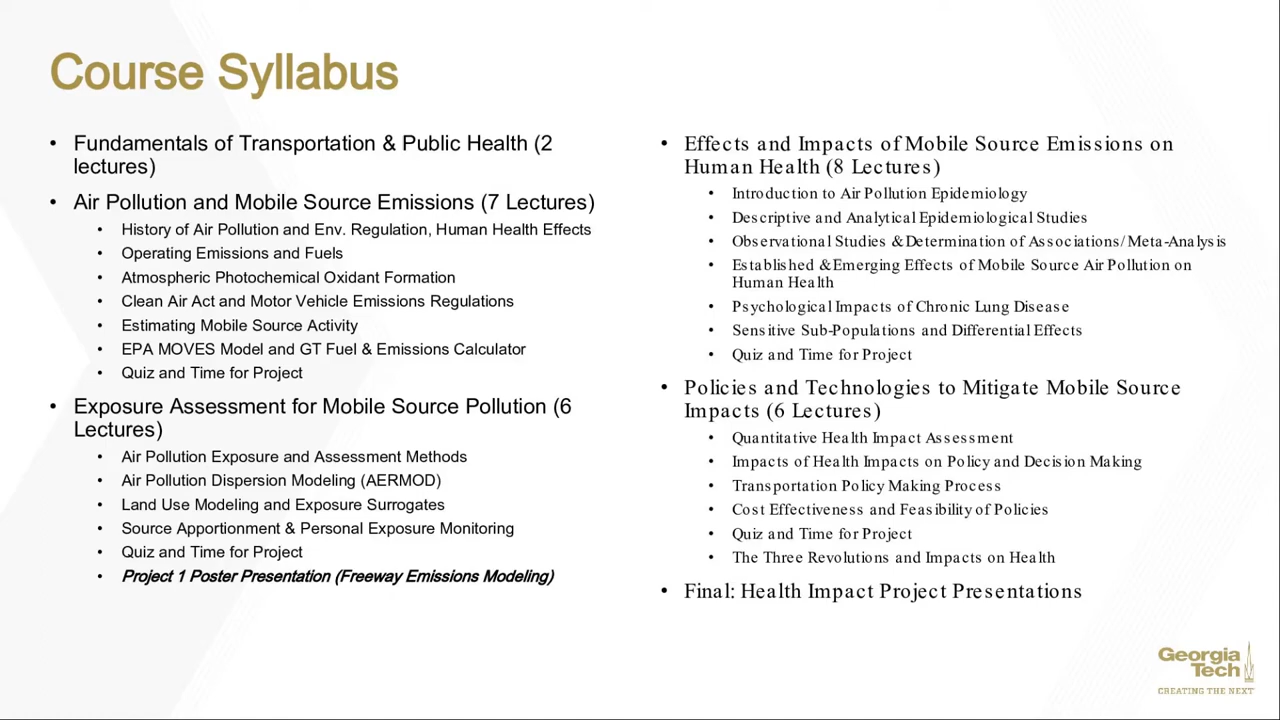 Course Syllabus
• Fundamentals of Transportation & Public Health (2
lectures)
• Air Pollution and Mobile Source Emissions (7 Lectures)
• History of Air Pollution and Env. Regulation, Human Health Effects
• Operating Emissions and Fuels
• Atmospheric Photochemical Oxidant Formation
• Clean Air Act and Motor Vehicle Emissions Regulations
• Estimating Mobile Source Activity
• EPA MOVES Model and GT Fuel & Emissions Calculator
• Quiz and Time for Project
• Exposure Assessment for Mobile Source Pollution (6
Lectures)
• Air Pollution Exposure and Assessment Methods
• Air Pollution Dispersion Modeling (AERMOD)
• Land Use Modeling and Exposure Surrogates
• Source Apportionment & Personal Exposure Monitoring
• Quiz and Time for Project
• Project 1 Poster Presentation (Freeway Emissions Modeling)
• Effects and Impacts of Mobile Source Emissions on
Human Health (8 Lectures)
• Introduction to Air Pollution Epidemiology
• Descriptive and Analytical Epidemiological Studies
• Observational Studies & Determination of Associations/Meta-Analysis
• Established & Emerging Effects of Mobile Source Air Pollution on
Human Health
• Psychological Impacts of Chronic Lung Disease
• Sensitive Sub-Populations and Differential Effects
• Quiz and Time for Project
• Policies and Technologies to Mitigate Mobile Source
Impacts (6 Lectures)
• Quantitative Health Impact Assessment
• Impacts of Health Impacts on Policy and Decision Making
• Transportation Policy Making Process
• Cost Effectiveness and Feasibility of Policies
• Quiz and Time for Project
• The Three Revolutions and Impacts on Health
• Final: Health Impact Project Presentations
Georgia
Tech
CREATING THE NEXT